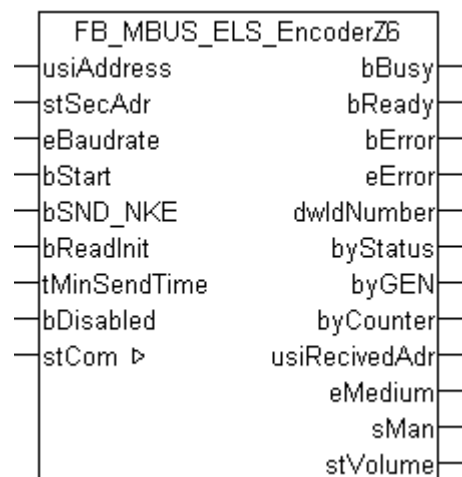 FB_MBUS_ELS_EncoderZ6
usiAddress bBusy
stSecAdr bReady
eBaudrate bError
bStart eError
bSND_NKE dwIdNumber
bReadInit byStatus
tMinSendTime byGEN
bDisabled byCounter
stCom ▷ usiRecivedAdr
eMedium
sMan
stVolume